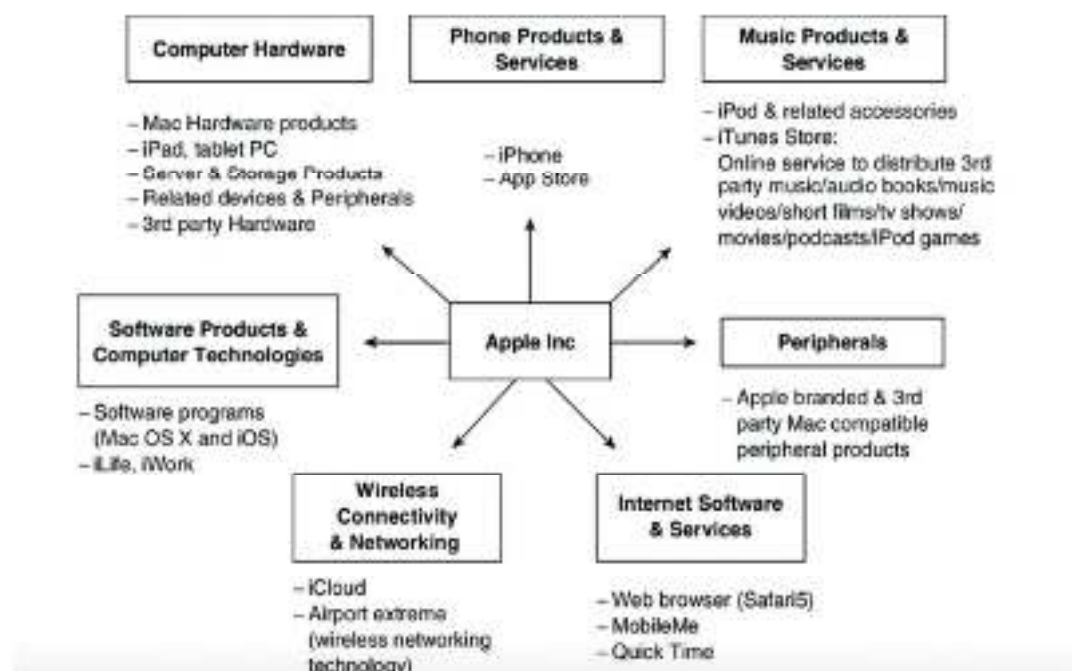 Computer Hardware
– Mac Hardware products
– iPad, tablet PC
– Server & Storage Products
– Related devices & Peripherals
– 3rd party Hardware
Phone Products &
Services
– iPhone
– App Store
Music Products &
Services
– iPod & related accessories
– iTunes Store:
Online service to distribute 3rd
party music/audio books/music
videos/short films/tv shows/
movies/podcasts/iPod games
Software Products &
Computer Technologies
– Software programs
(Mac OS X and iOS)
– iLife, iWork
Apple Inc
Peripherals
– Apple branded & 3rd
party Mac compatible
peripheral products
Wireless
Connectivity
& Networking
– iCloud
– Airport extreme
(wireless networking
technology)
Internet Software
& Services
– Web browser (Safari5)
– MobileMe
– Quick Time